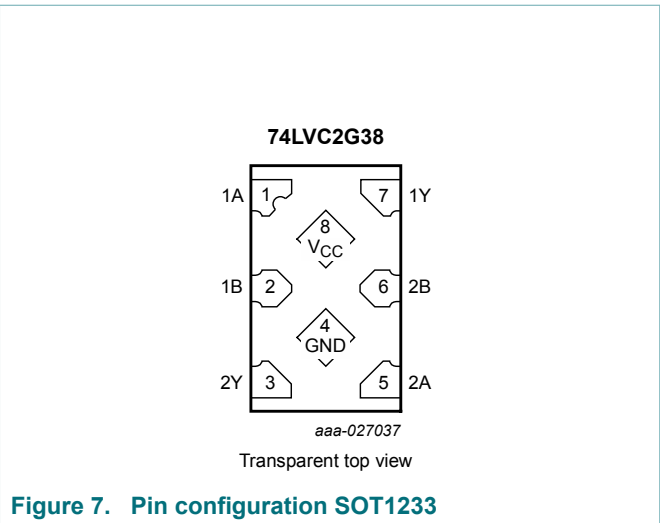 74LVC2G38
1A 1 7 1Y
8
VCC
1B 2 6 2B
4
GND
2Y 3 5 2A
aaa-027037
Transparent top view
Figure 7. Pin configuration SOT1233